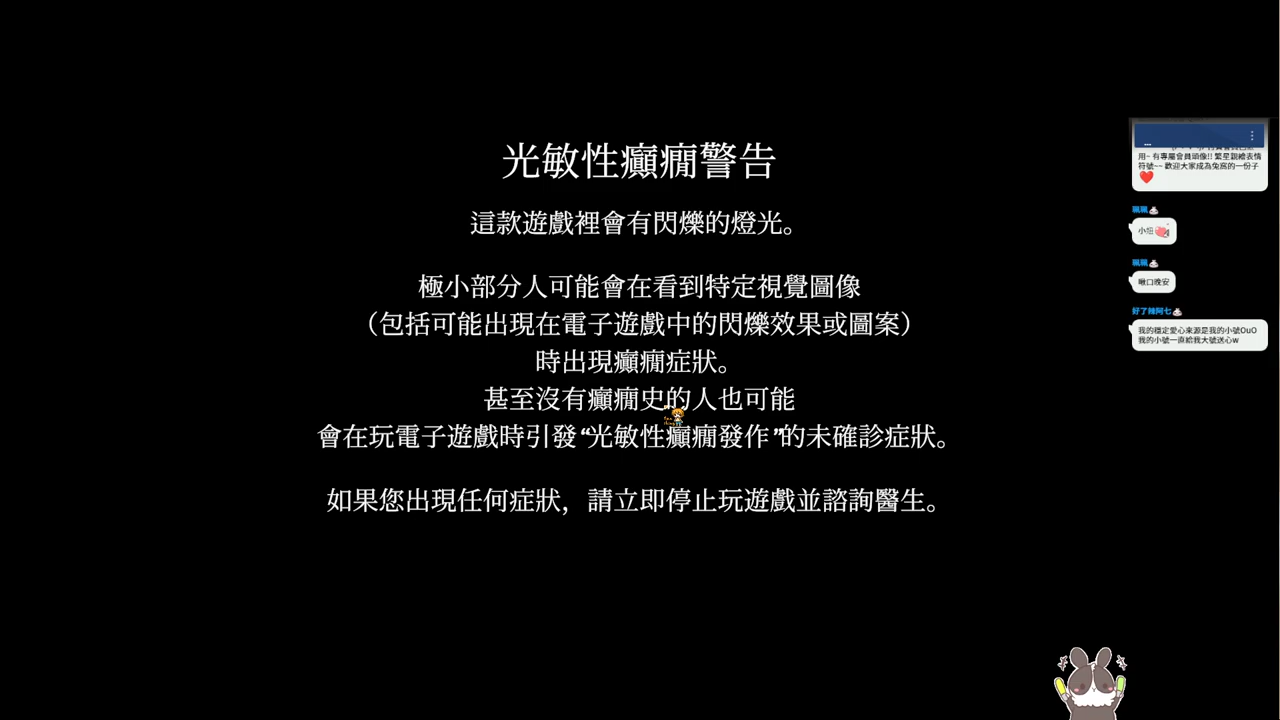 光敏性癲癇警告
這款遊戲裡會有閃爍的燈光。
極小部分人可能會在看到特定視覺圖像
（包括可能出現在電子遊戲中的閃爍效果或圖案）
時出現癲癇症狀。
甚至沒有癲癇史的人也可能
會在玩電子遊戲時引發“光敏性癲癇發作”的未確診症狀。
如果您出現任何症狀，請立即停止玩遊戲並諮詢醫生。
用~ 有專屬會員頭像!! 繁星親繪表情
符號~~ 歡迎大家成為兔窩的一份子
珮珮
小妞
珮珮
啾口晚安
好了辣阿七
我的穩定愛心來源是我的小號OuO
我的小號一直給我大號送心w